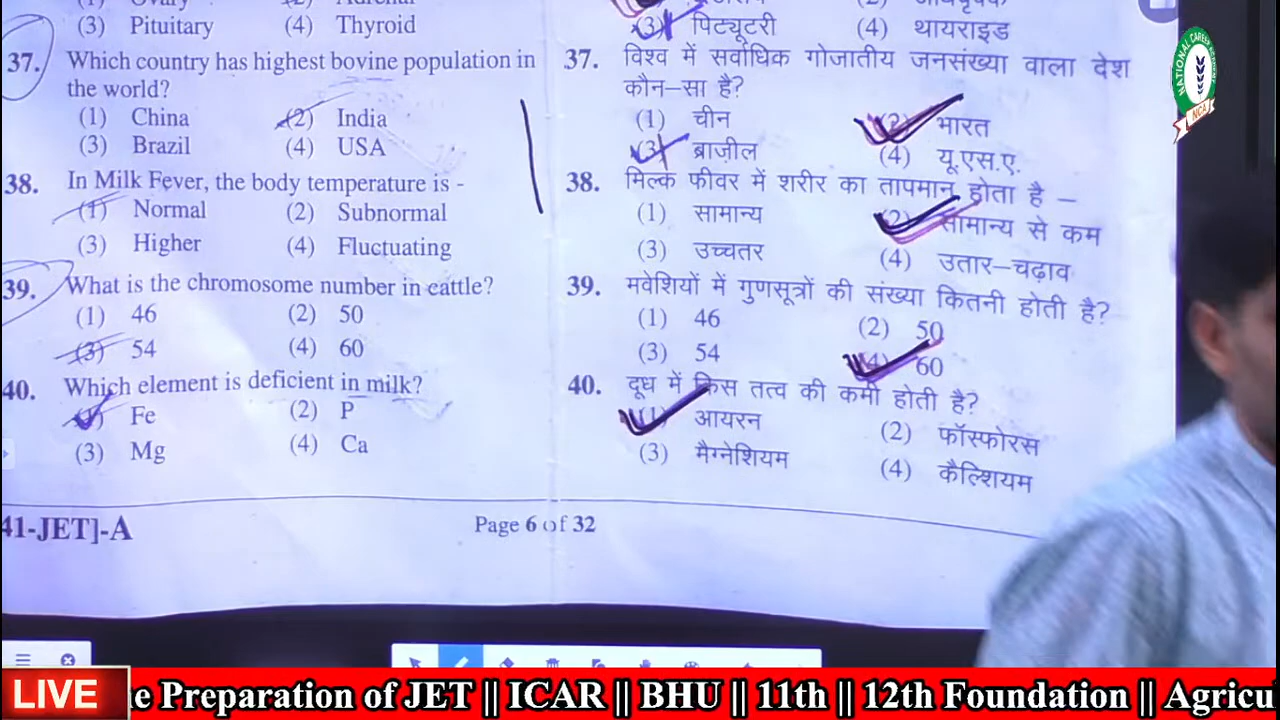 (3) Pituitary (4) Thyroid
37. Which country has highest bovine population in
the world?
(1) China (2) India
(3) Brazil (4) USA
38. In Milk Fever, the body temperature is -
(1) Normal (2) Subnormal
(3) Higher (4) Fluctuating
39. What is the chromosome number in cattle?
(1) 46 (2) 50
(3) 54 (4) 60
40. Which element is deficient in milk?
(1) Fe (2) P
(3) Mg (4) Ca
(3) पिट्यूटरी (4) थायराइड
37. विश्व में सर्वाधिक गोजातीय जनसंख्या वाला देश
कौन–सा है?
(1) चीन (2) भारत
(3) ब्राज़ील (4) यू.एस.ए.
38. मिल्क फीवर में शरीर का तापमान होता है –
(1) सामान्य (2) सामान्य से कम
(3) उच्चतर (4) उतार–चढ़ाव
39. मवेशियों में गुणसूत्रों की संख्या कितनी होती है?
(1) 46 (2) 50
(3) 54 (4) 60
40. दूध में किस तत्व की कमी होती है?
(1) आयरन (2) फॉस्फोरस
(3) मैग्नेशियम (4) कैल्शियम
41-JET]-A Page 6 of 32
NATIONAL CAREER
NCA
LIVE e Preparation of JET || ICAR || BHU || 11th || 12th Foundation || Agricu